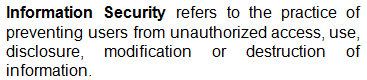 Information Security refers to the practice of
preventing users from unauthorized access, use,
disclosure, modification or destruction of
information.